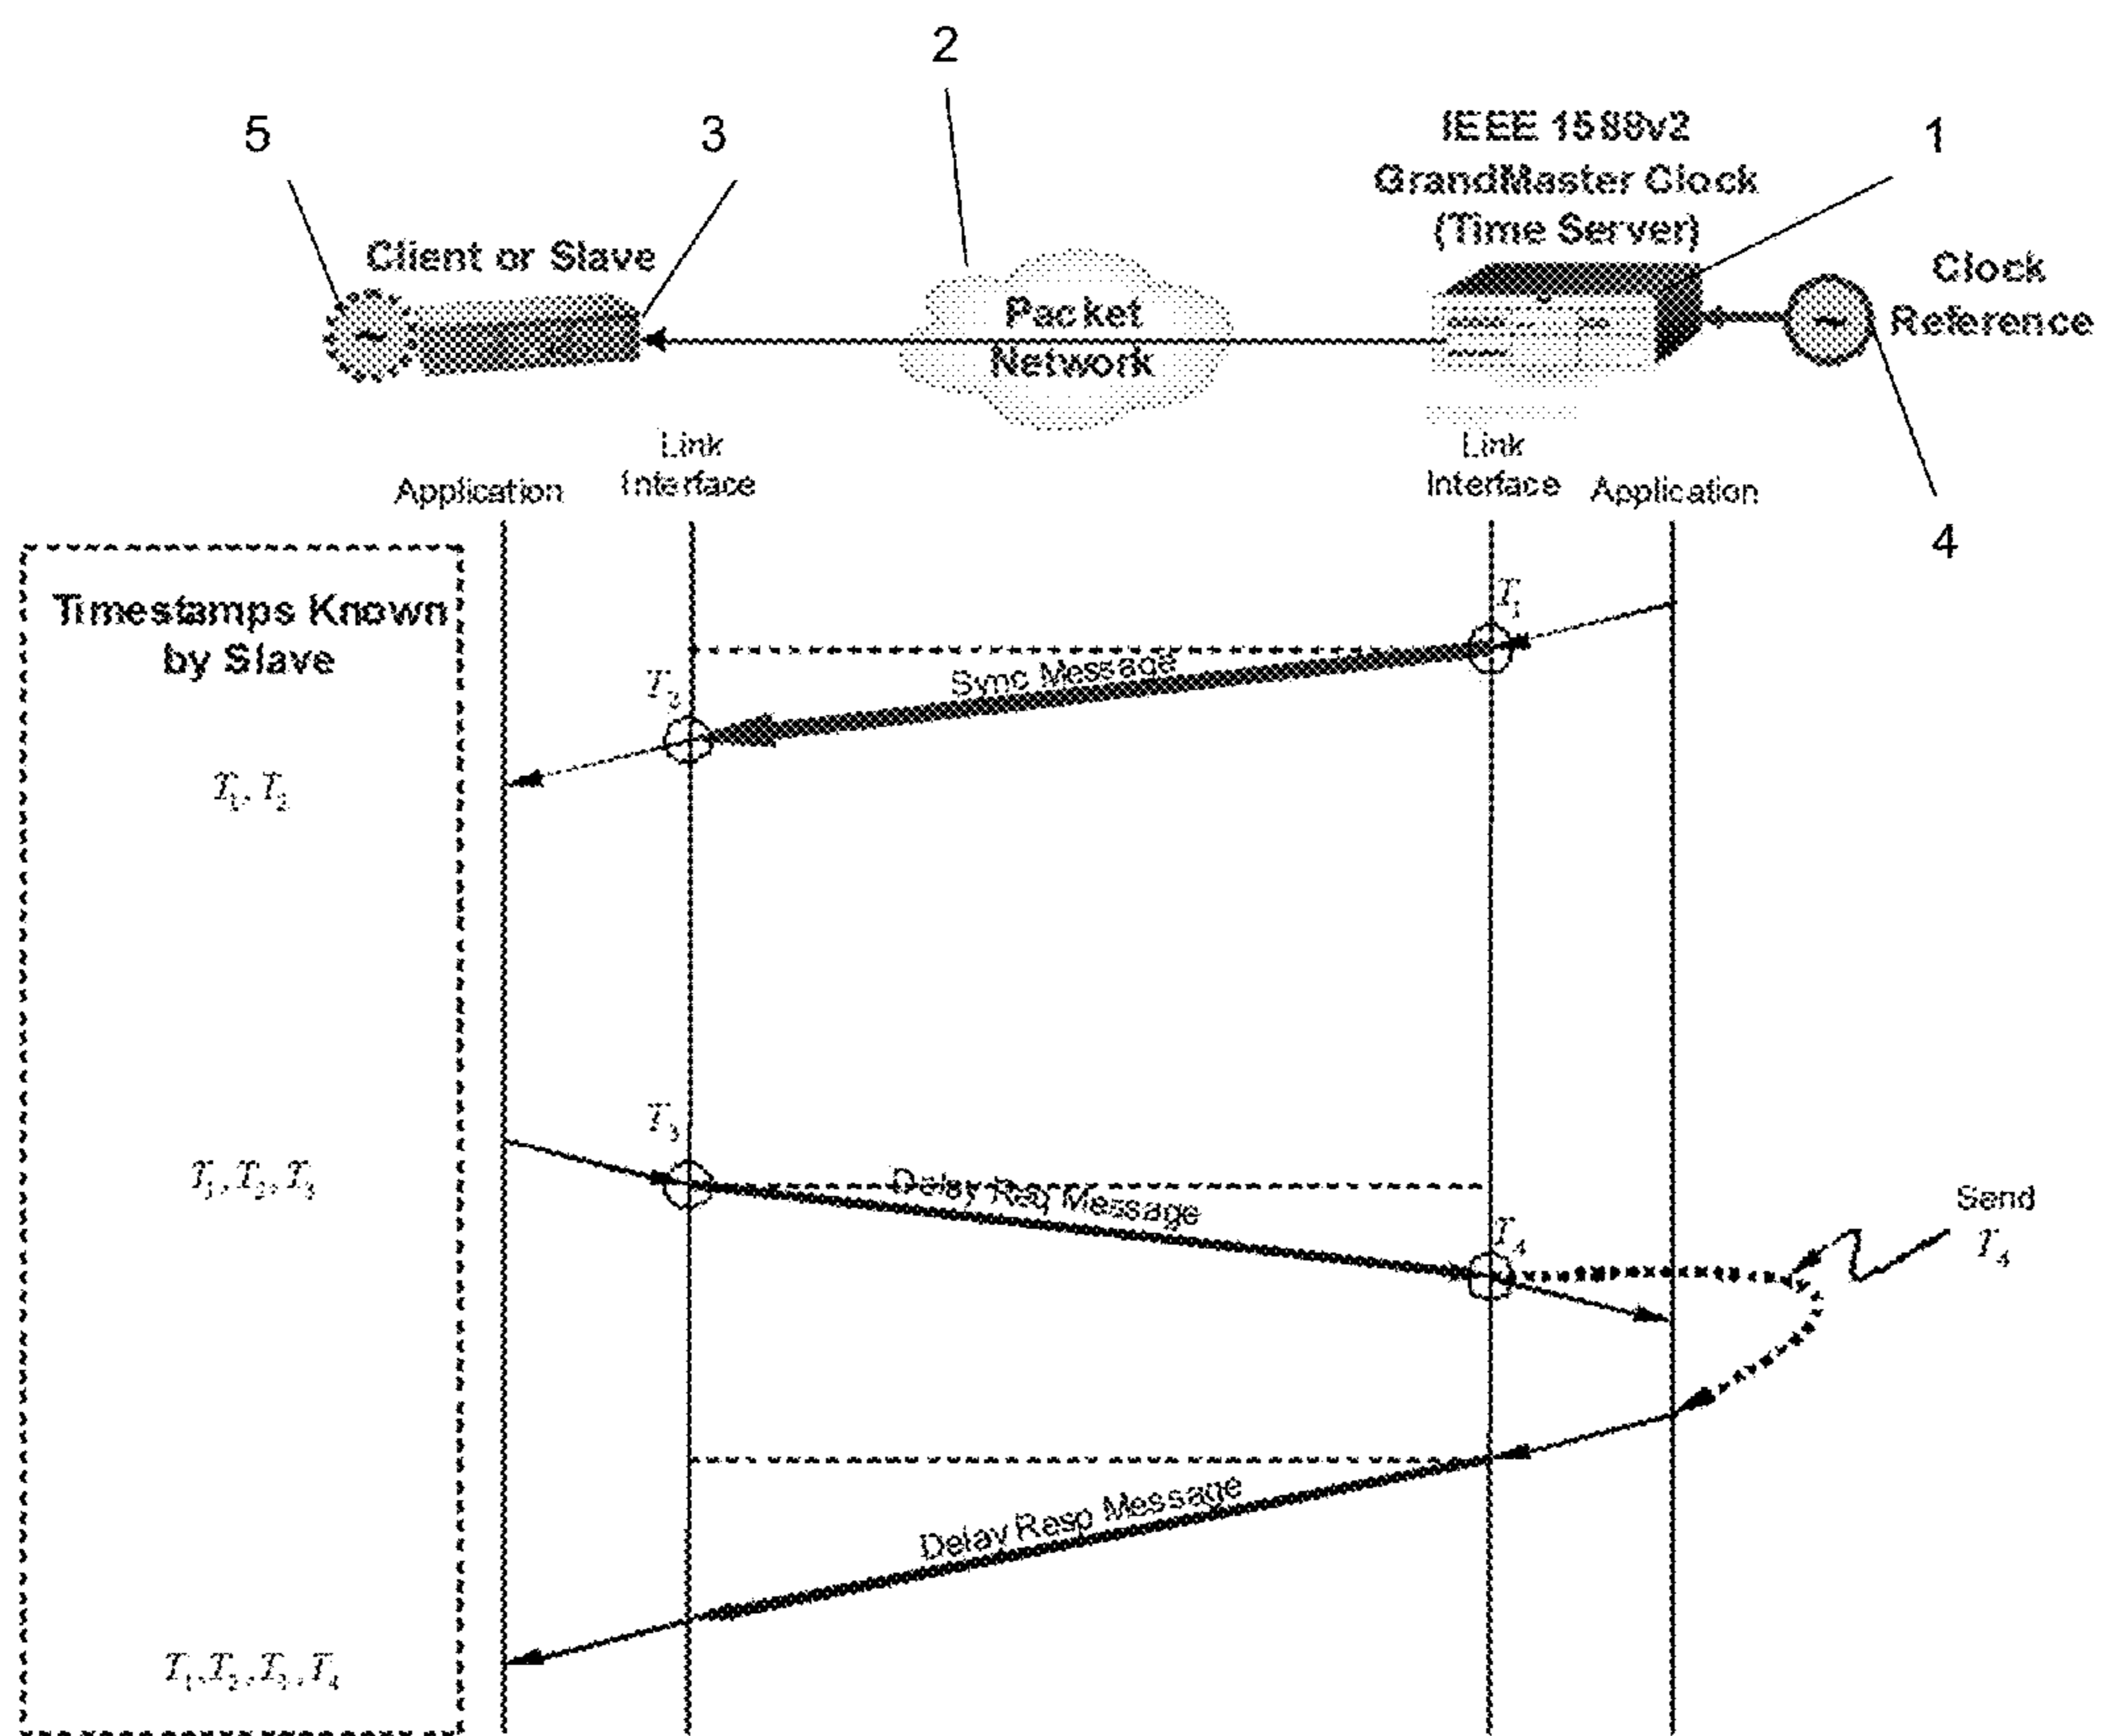 2
5
3
IEEE 1588v2
1
GrandMaster Clock
(Time Server)
Client or Slave
Clock
Reference
Packet
Network
Link
Interface
Application
Link
Interface
Application
4
Timestamps Known
by Slave
T₁
Sync Message
T₂
T₁, T₂
T₃
T₁, T₂, T₃
Delay Req Message
T₄
Send
T₄
Delay Resp Message
T₁, T₂, T₃, T₄